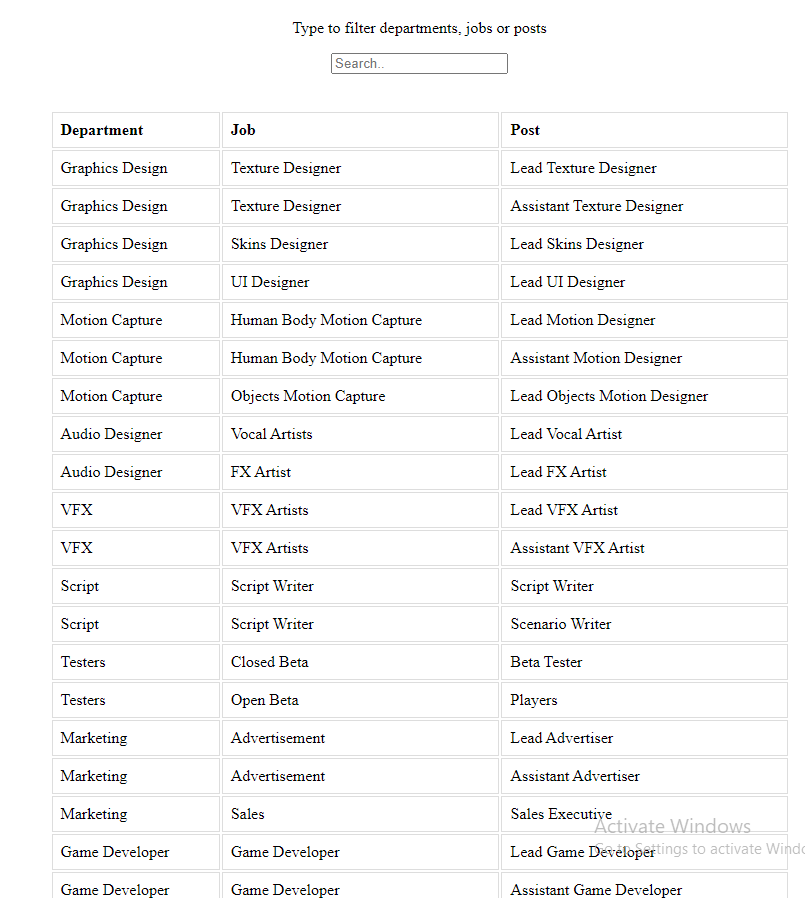 Type to filter departments, jobs or posts
Search..
Department Job Post
Graphics Design Texture Designer Lead Texture Designer
Graphics Design Texture Designer Assistant Texture Designer
Graphics Design Skins Designer Lead Skins Designer
Graphics Design UI Designer Lead UI Designer
Motion Capture Human Body Motion Capture Lead Motion Designer
Motion Capture Human Body Motion Capture Assistant Motion Designer
Motion Capture Objects Motion Capture Lead Objects Motion Designer
Audio Designer Vocal Artists Lead Vocal Artist
Audio Designer FX Artist Lead FX Artist
VFX VFX Artists Lead VFX Artist
VFX VFX Artists Assistant VFX Artist
Script Script Writer Script Writer
Script Script Writer Scenario Writer
Testers Closed Beta Beta Tester
Testers Open Beta Players
Marketing Advertisement Lead Advertiser
Marketing Advertisement Assistant Advertiser
Marketing Sales Sales Executive
Activate Windows
Game Developer Game Developer Lead Game Developer
Go to Settings to activate Windo
Game Developer Game Developer Assistant Game Developer